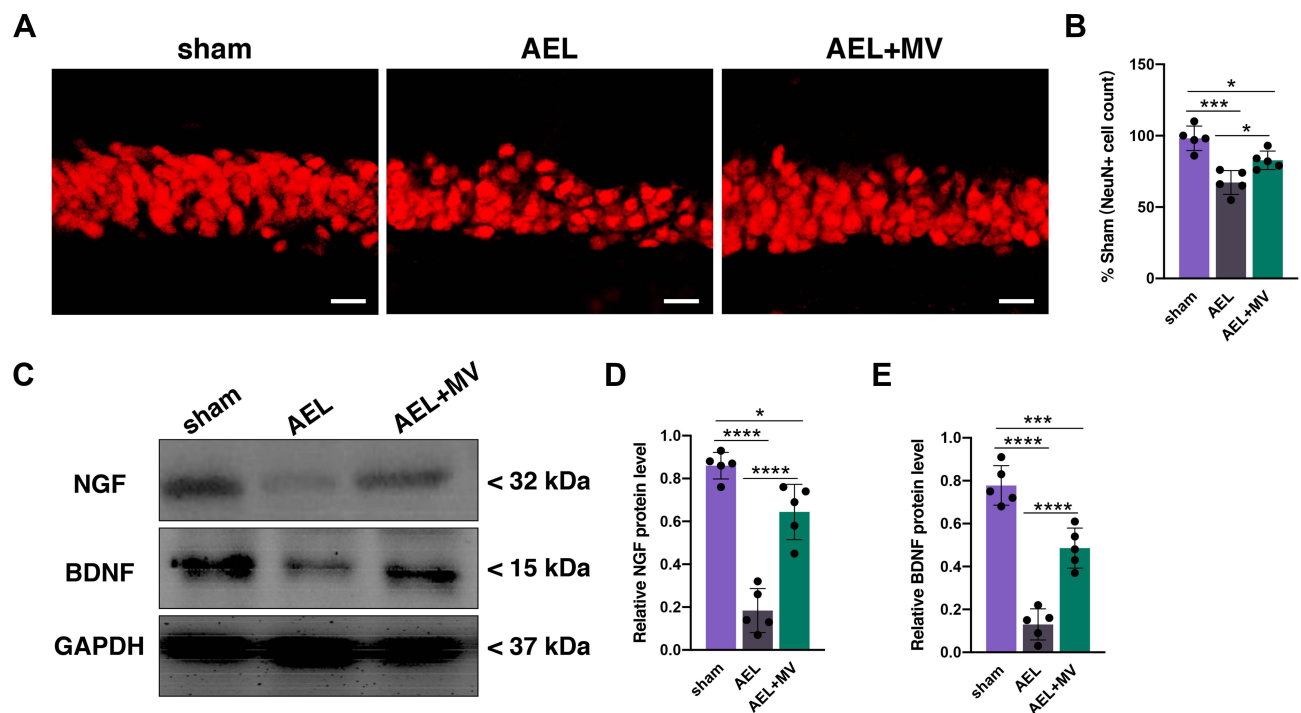 A
sham
AEL
AEL+MV
B
% Sham (NeuN+ cell count)
150
100
50
0
*
***
*
sham
AEL
AEL+MV
C
sham
AEL
AEL+MV
NGF
< 32 kDa
BDNF
< 15 kDa
GAPDH
< 37 kDa
D
Relative NGF protein level
1.0
0.8
0.6
0.4
0.2
0.0
*
****
****
sham
AEL
AEL+MV
E
Relative BDNF protein level
1.0
0.8
0.6
0.4
0.2
0.0
***
****
****
sham
AEL
AEL+MV